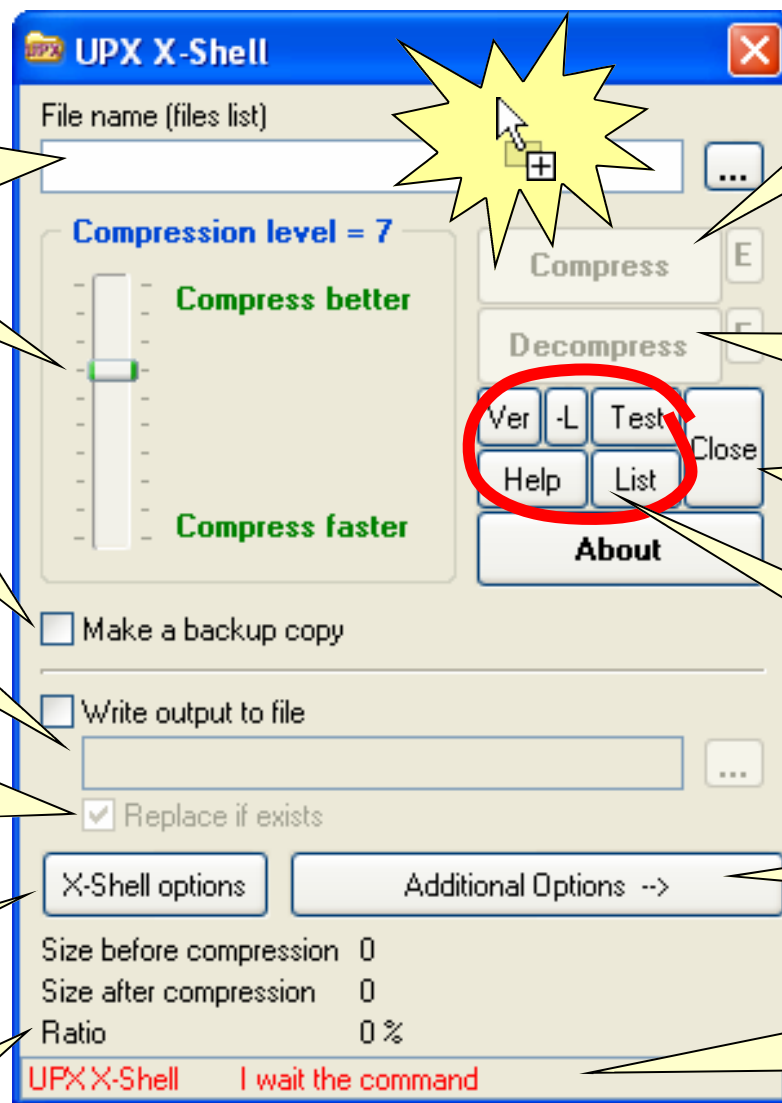 UPX X-Shell
File name (files list)
...
Compression level = 7
Compress better
Compress faster
Compress
E
Decompress
Ver
-L
Test
Close
Help
List
About
Make a backup copy
Write output to file
...
Replace if exists
X-Shell options
Additional Options -->
Size before compression 0
Size after compression 0
Ratio 0 %
UPX X-Shell I wait the command